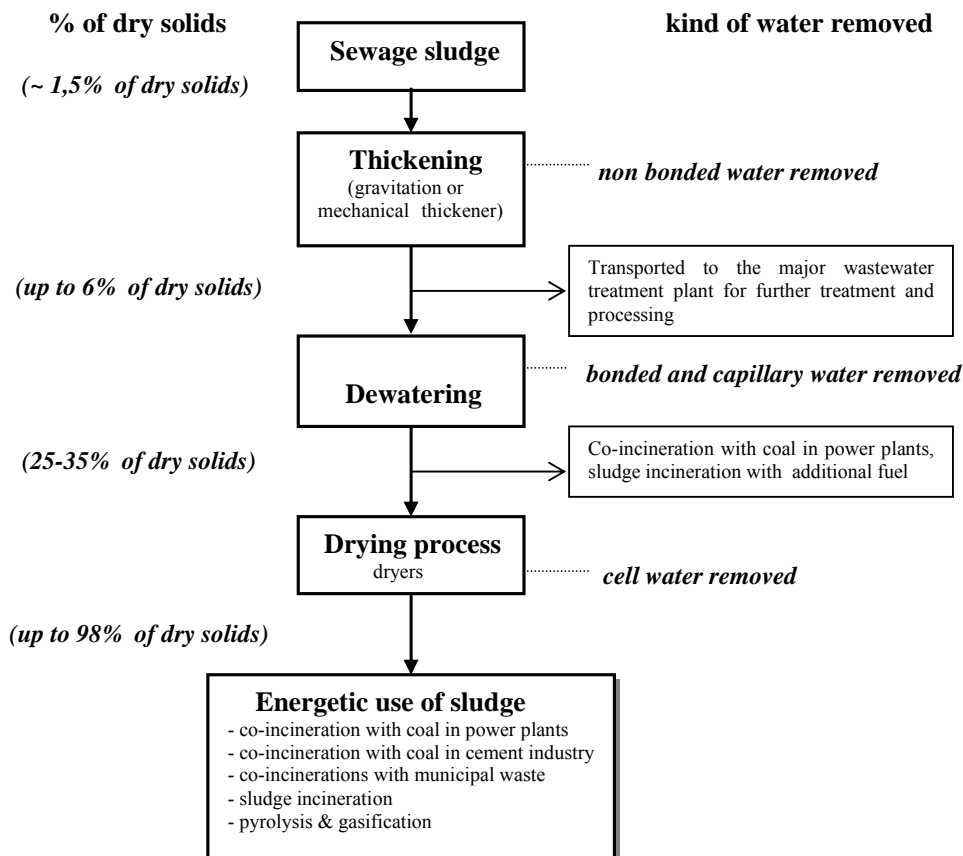 % of dry solids
kind of water removed
Sewage sludge
(~ 1,5% of dry solids)
Thickening
(gravitation or
mechanical thickener)
non bonded water removed
(up to 6% of dry solids)
Transported to the major wastewater
treatment plant for further treatment and
processing
Dewatering
bonded and capillary water removed
(25-35% of dry solids)
Co-incineration with coal in power plants,
sludge incineration with additional fuel
Drying process
dryers
cell water removed
(up to 98% of dry solids)
Energetic use of sludge
- co-incineration with coal in power plants
- co-incineration with coal in cement industry
- co-incinerations with municipal waste
- sludge incineration
- pyrolysis & gasification